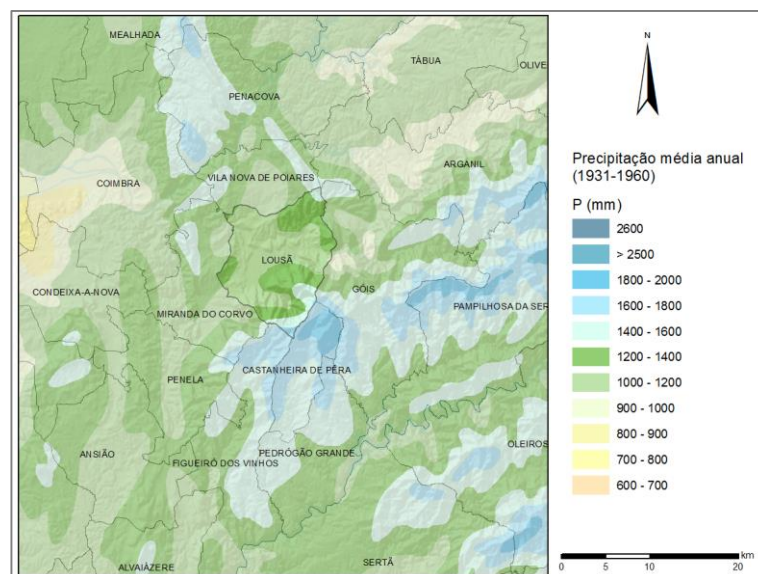 MEALHADA
TÁBUA
OLIVE
PENACOVA
ARGANIL
VILA NOVA DE POIARES
COIMBRA
LOUSÃ
GÓIS
CONDEIXA-A-NOVA
PAMPILHOSA DA SER
MIRANDA DO CORVO
CASTANHEIRA DE PÊRA
PENELA
OLEIROS
ANSIÃO
PEDRÓGÃO GRANDE
FIGUEIRÓ DOS VINHOS
SERTÃ
ALVAIÁZERE
N
Precipitação média anual
(1931-1960)
P (mm)
2600
> 2500
1800 - 2000
1600 - 1800
1400 - 1600
1200 - 1400
1000 - 1200
900 - 1000
800 - 900
700 - 800
600 - 700
km
0 5 10 20